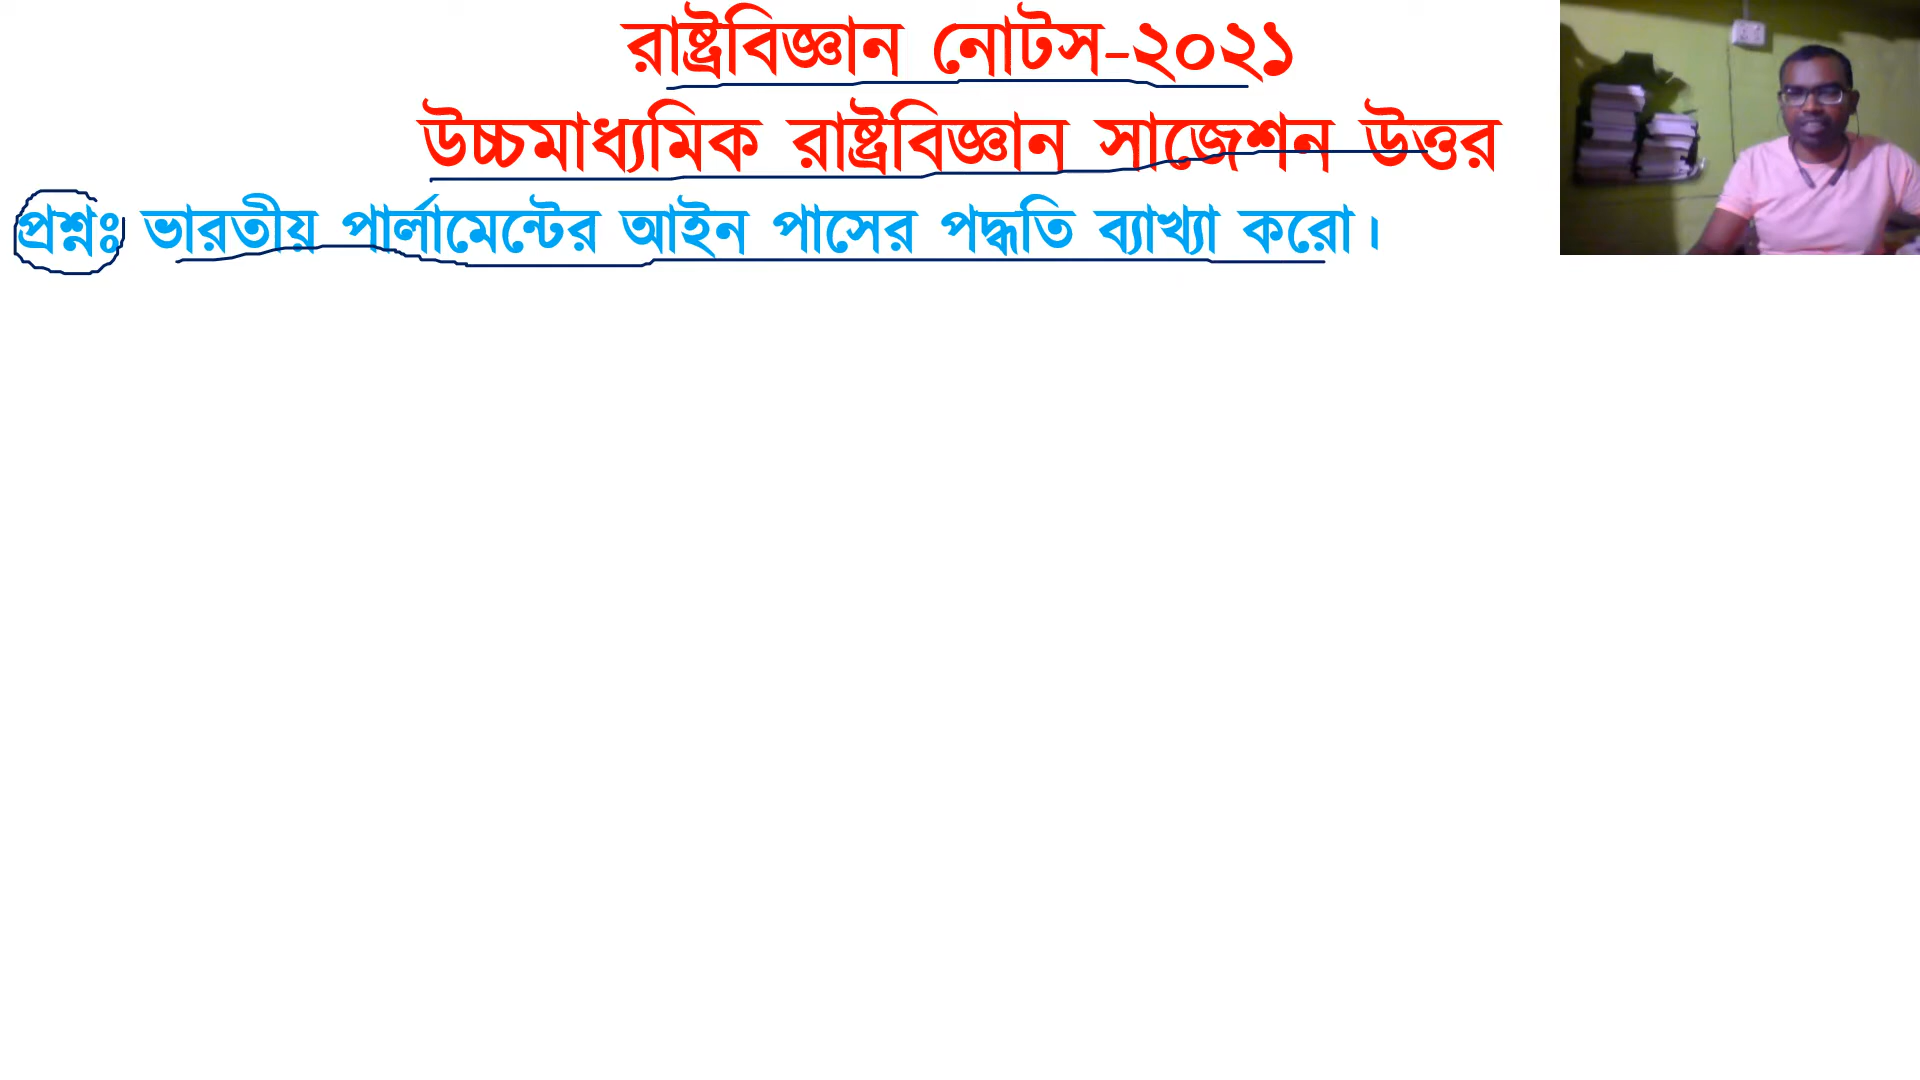 রাষ্ট্রবিজ্ঞান নোটস-২০২১
উচ্চমাধ্যমিক রাষ্ট্রবিজ্ঞান সাজেশন উত্তর
প্রশ্নঃ ভারতীয় পার্লামেন্টের আইন পাসের পদ্ধতি ব্যাখ্যা করো।